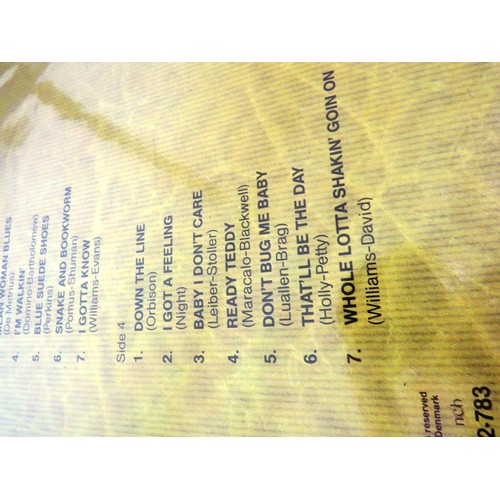 MEAN WOMAN BLUES
4. I'M WALKIN'
(Domino-Bartholomew)
5. BLUE SUEDE SHOES
(Perkins)
6. SNAKE AND BOOKWORM
(Pomus-Shuman)
7. I GOTTA KNOW
(Williams-Evans)
Side 4
1. DOWN THE LINE
(Orbison)
2. I GOT A FEELING
(Night)
3. BABY I DON'T CARE
(Leiber-Stoller)
4. READY TEDDY
(Maracalo-Blackwell)
5. DON'T BUG ME BABY
(Luallen-Brag)
6. THAT'LL BE THE DAY
(Holly-Petty)
7. WHOLE LOTTA SHAKIN' GOIN ON
(Williams-David)
reserved
Denmark
ncb
2-783